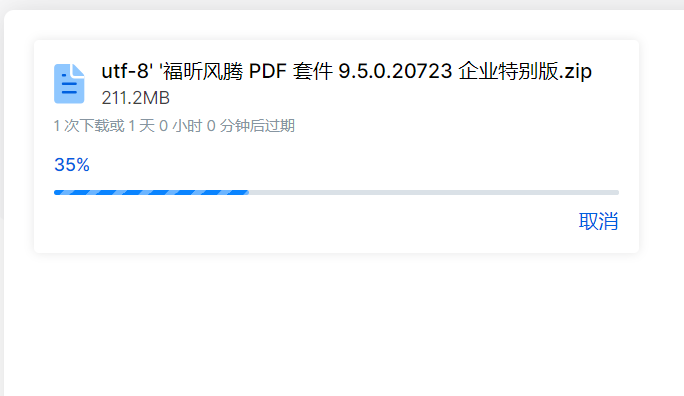 utf-8' '福昕风腾 PDF 套件 9.5.0.20723 企业特别版.zip
211.2MB
1 次下载或 1 天 0 小时 0 分钟后过期
35%
取消